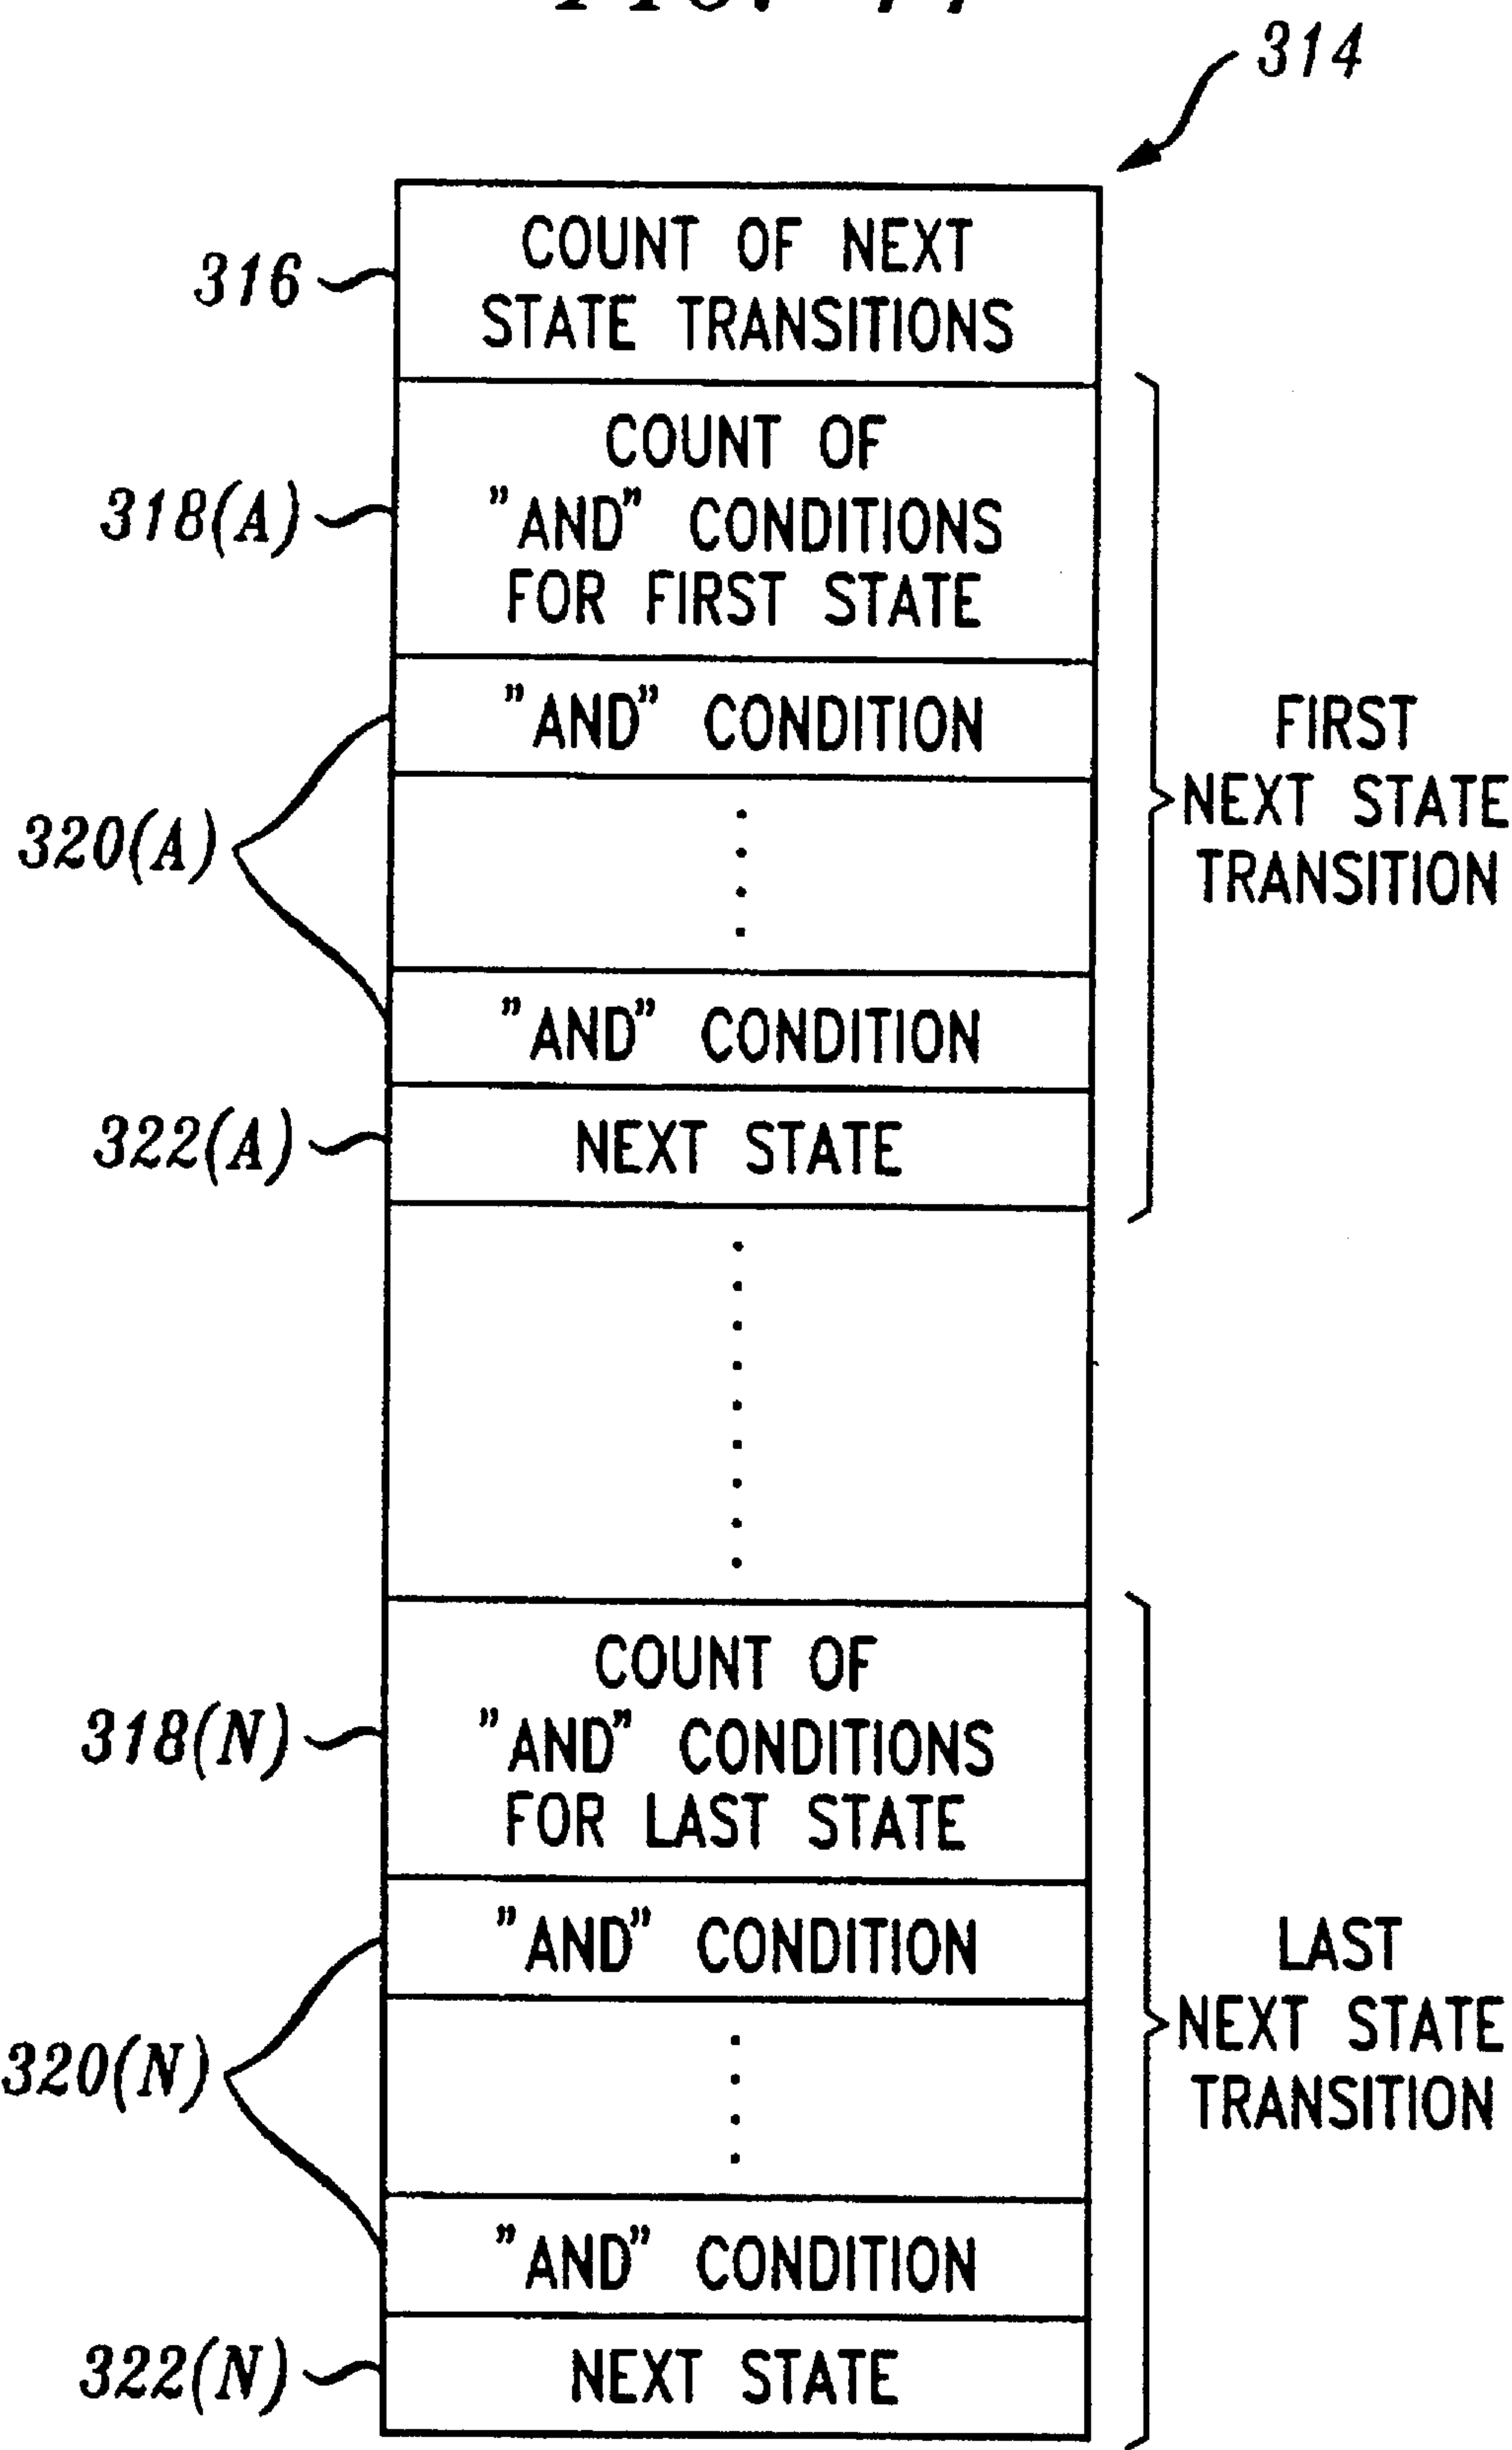 314
316
COUNT OF NEXT
STATE TRANSITIONS
318(A)
COUNT OF
"AND" CONDITIONS
FOR FIRST STATE
320(A)
"AND" CONDITION
"AND" CONDITION
322(A)
NEXT STATE
FIRST
NEXT STATE
TRANSITION
318(N)
COUNT OF
"AND" CONDITIONS
FOR LAST STATE
320(N)
"AND" CONDITION
"AND" CONDITION
322(N)
NEXT STATE
LAST
NEXT STATE
TRANSITION